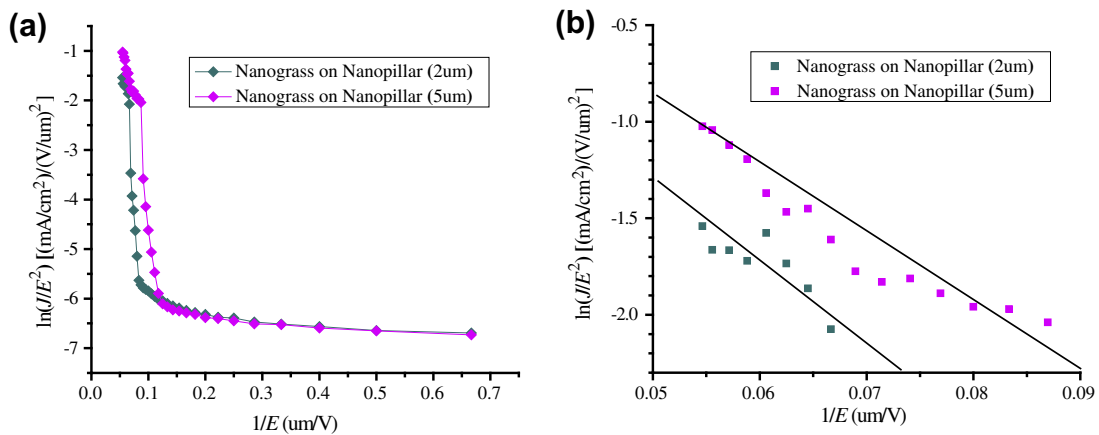 (a)
ln(J/E²) [(mA/cm²)/(V/um)²]
-1
-2
-3
-4
-5
-6
-7
Nanograss on Nanopillar (2um)
Nanograss on Nanopillar (5um)
0.0 0.1 0.2 0.3 0.4 0.5 0.6 0.7
1/E (um/V)
(b)
ln(J/E²) [(mA/cm²)/(V/um)²]
-0.5
-1.0
-1.5
-2.0
Nanograss on Nanopillar (2um)
Nanograss on Nanopillar (5um)
0.05 0.06 0.07 0.08 0.09
1/E (um/V)